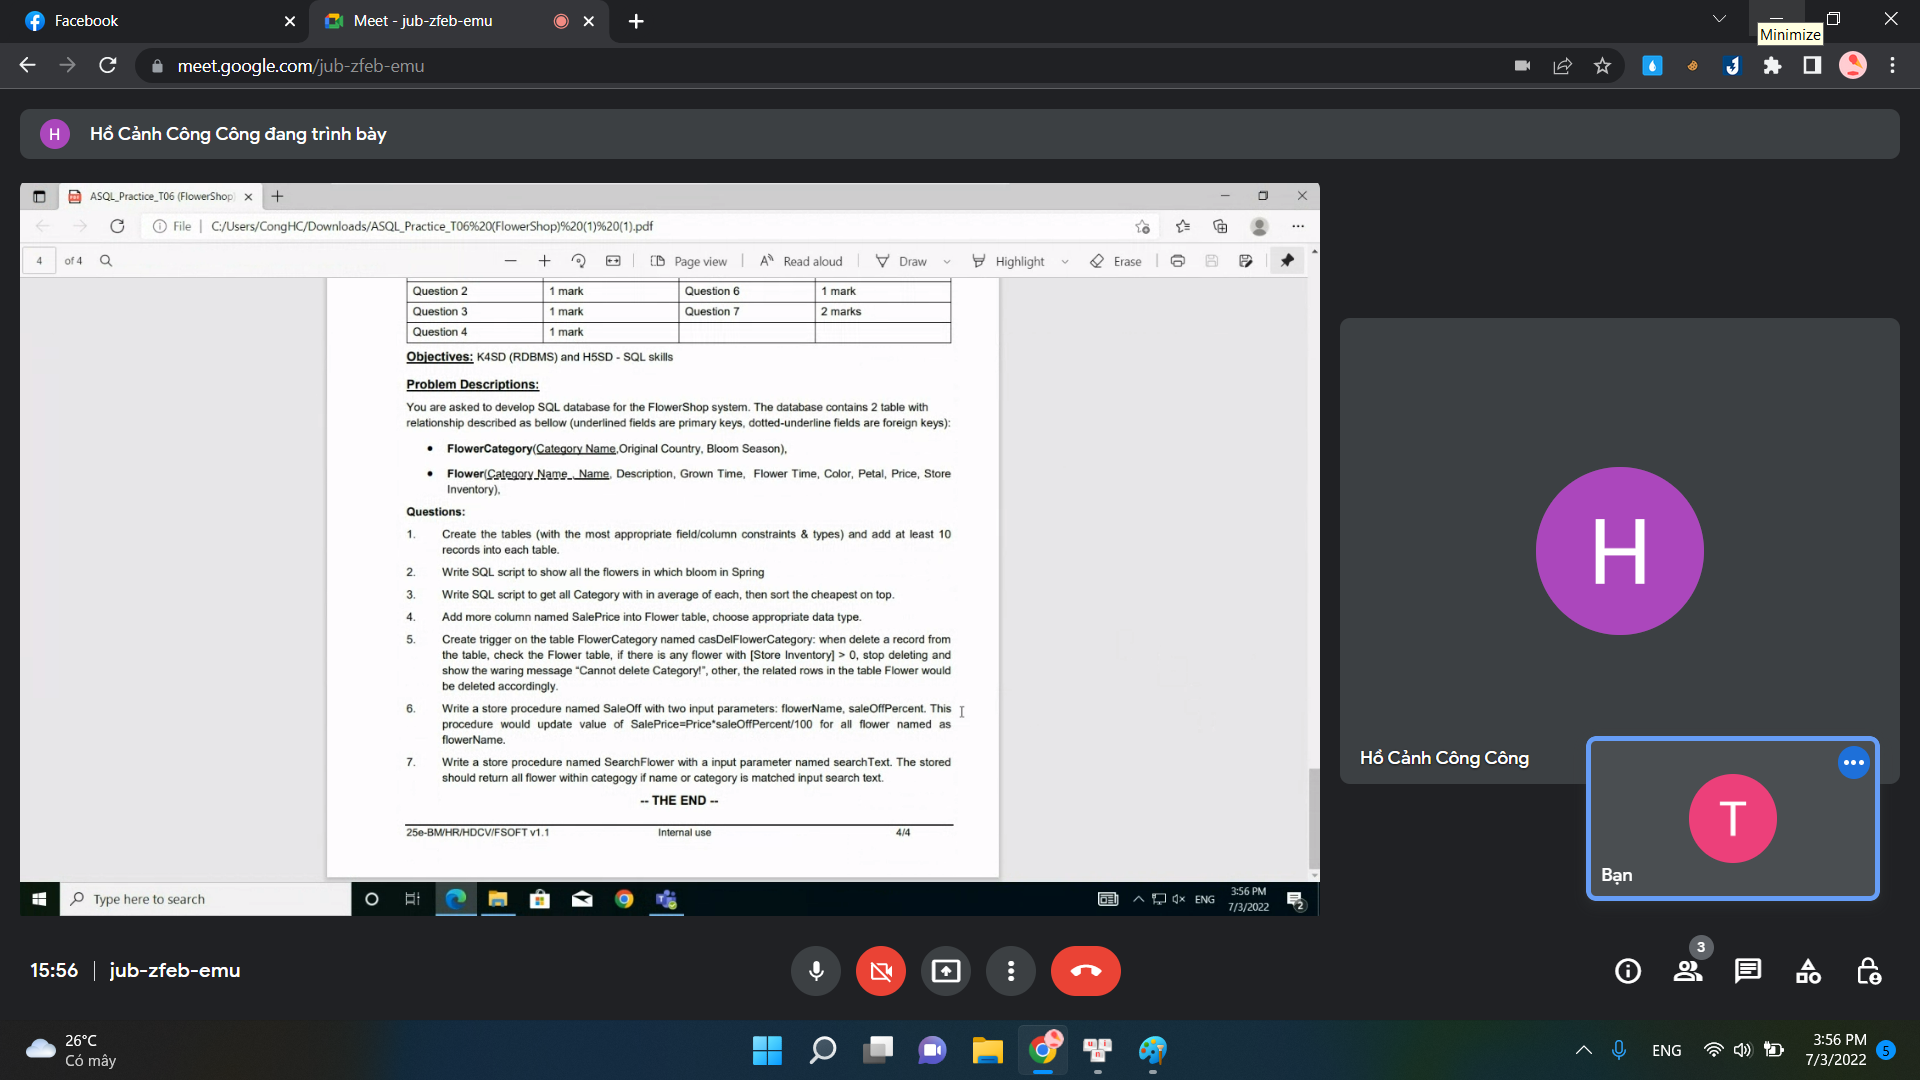 Facebook
Meet - jub-zfeb-emu
Minimize
meet.google.com/jub-zfeb-emu
H
Hồ Cảnh Công Công đang trình bày
ASQL_Practice_T06 (FlowerShop)
File | C:/Users/CongHC/Downloads/ASQL_Practice_T06%20(FlowerShop)%20(1)%20(1).pdf
4 of 4
Page view
Read aloud
Draw
Highlight
Erase
Question 2 1 mark Question 6 1 mark
Question 3 1 mark Question 7 2 marks
Question 4 1 mark
Objectives: K4SD (RDBMS) and H5SD - SQL skills
Problem Descriptions:
You are asked to develop SQL database for the FlowerShop system. The database contains 2 table with
relationship described as bellow (underlined fields are primary keys, dotted-underline fields are foreign keys):
• FlowerCategory(Category Name,Original Country, Bloom Season),
• Flower(Category Name , Name, Description, Grown Time, Flower Time, Color, Petal, Price, Store
Inventory),
Questions:
1. Create the tables (with the most appropriate field/column constraints & types) and add at least 10
records into each table.
2. Write SQL script to show all the flowers in which bloom in Spring
3. Write SQL script to get all Category with in average of each, then sort the cheapest on top.
4. Add more column named SalePrice into Flower table, choose appropriate data type.
5. Create trigger on the table FlowerCategory named casDelFlowerCategory: when delete a record from
the table, check the Flower table, if there is any flower with [Store Inventory] > 0, stop deleting and
show the waring message “Cannot delete Category!”, other, the related rows in the table Flower would
be deleted accordingly.
6. Write a store procedure named SaleOff with two input parameters: flowerName, saleOffPercent. This
procedure would update value of SalePrice=Price*saleOffPercent/100 for all flower named as
flowerName.
7. Write a store procedure named SearchFlower with a input parameter named searchText. The stored
should return all flower within categogy if name or category is matched input search text.
-- THE END --
25e-BM/HR/HDCV/FSOFT v1.1 Internal use 4/4
Type here to search
ENG
3:56 PM
7/3/2022
2
H
Hồ Cảnh Công Công
T
Bạn
15:56 | jub-zfeb-emu
3
26°C
Có mây
ENG
3:56 PM
7/3/2022
5